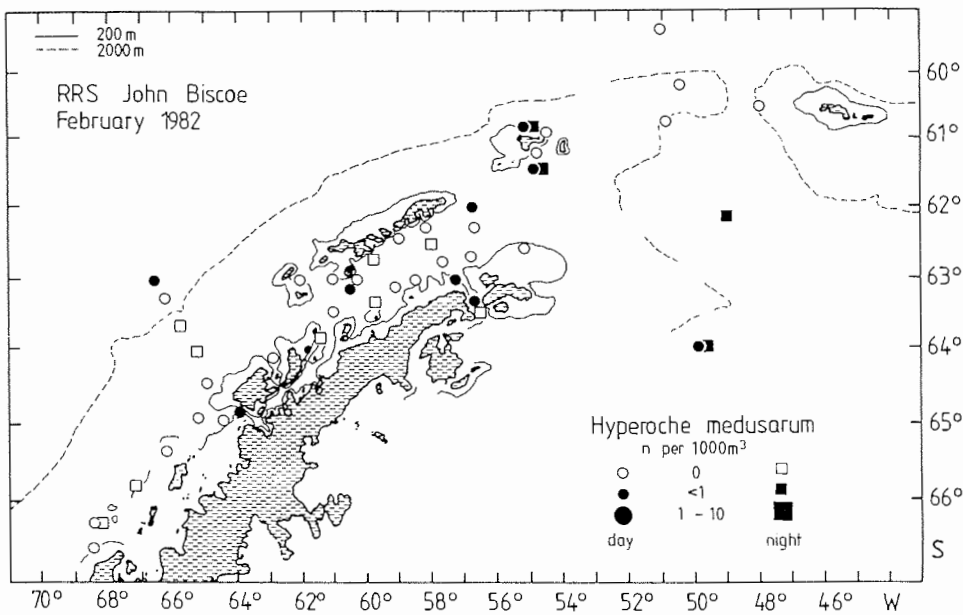 200 m
2000 m
RRS John Biscoe
February 1982
60°
61°
62°
63°
64°
65°
66°
S
Hyperoche medusarum
n per 1000m³
0
<1
1 - 10
day night
70° 68° 66° 64° 62° 60° 58° 56° 54° 52° 50° 48° 46° W